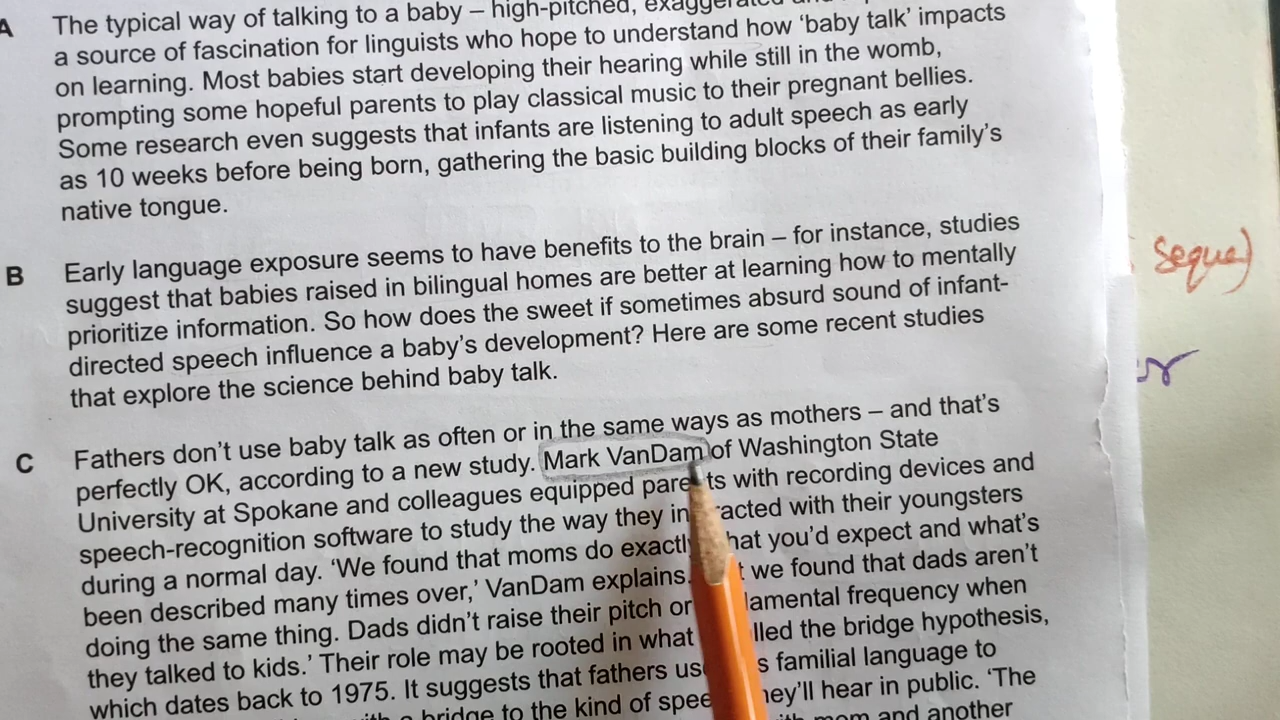 A The typical way of talking to a baby – high-pitched, exaggerated
a source of fascination for linguists who hope to understand how ‘baby talk’ impacts
on learning. Most babies start developing their hearing while still in the womb,
prompting some hopeful parents to play classical music to their pregnant bellies.
Some research even suggests that infants are listening to adult speech as early
as 10 weeks before being born, gathering the basic building blocks of their family’s
native tongue.
B Early language exposure seems to have benefits to the brain – for instance, studies
suggest that babies raised in bilingual homes are better at learning how to mentally
prioritize information. So how does the sweet if sometimes absurd sound of infant-
directed speech influence a baby’s development? Here are some recent studies
that explore the science behind baby talk.
C Fathers don’t use baby talk as often or in the same ways as mothers – and that’s
perfectly OK, according to a new study. Mark VanDam of Washington State
University at Spokane and colleagues equipped parents with recording devices and
speech-recognition software to study the way they interacted with their youngsters
during a normal day. ‘We found that moms do exactly what you’d expect and what’s
been described many times over,’ VanDam explains. we found that dads aren’t
doing the same thing. Dads didn’t raise their pitch or fundamental frequency when
they talked to kids.’ Their role may be rooted in what called the bridge hypothesis,
which dates back to 1975. It suggests that fathers use familial language to
bridge to the kind of speech they’ll hear in public. ‘The
mom and another